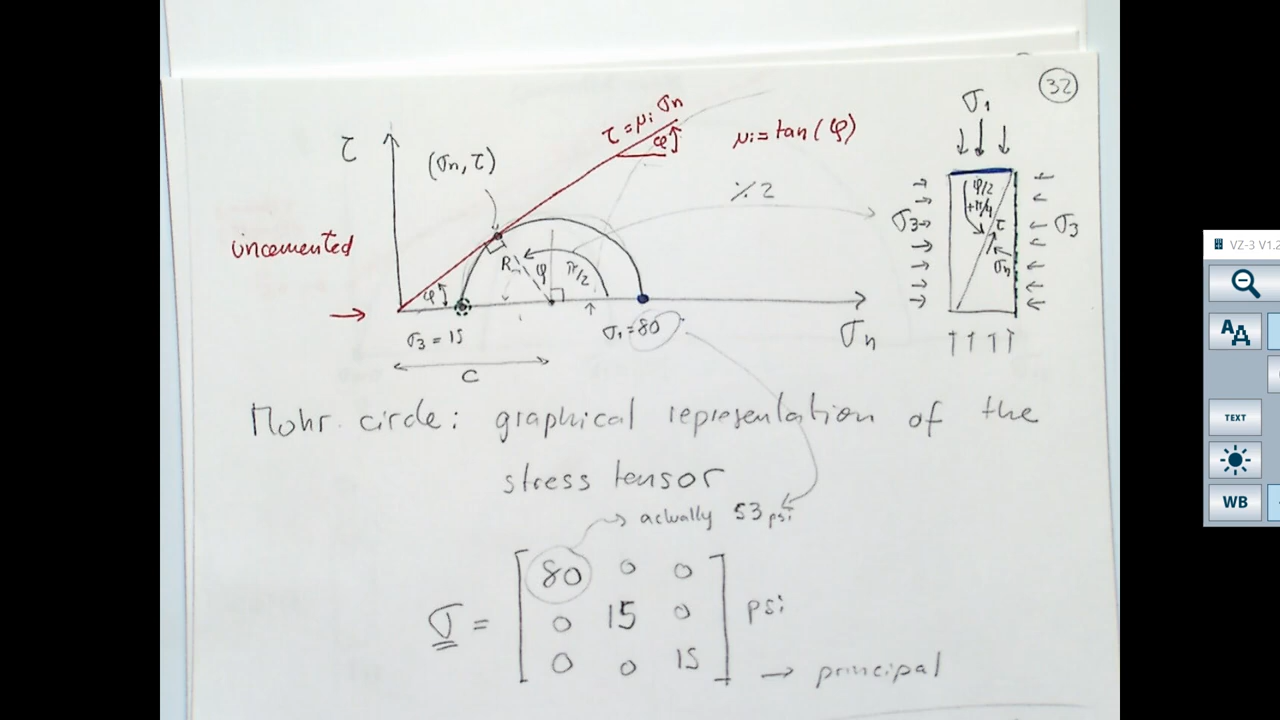 32
τ
(σn, τ)
τ = μi σn
φ
μi = tan(φ)
÷2
σ1
φ/2
+π/4
τ
σn
σ3
σ3
uncemented
φ
R
φ
π/2
σ3 = 15
σ1 = 80
σn
C
Mohr circle: graphical representation of the
stress tensor
→ actually 53 psi
80 0 0
σ = 0 15 0 psi
0 0 15 → principal
VZ-3 V1.2
AA
TEXT
WB